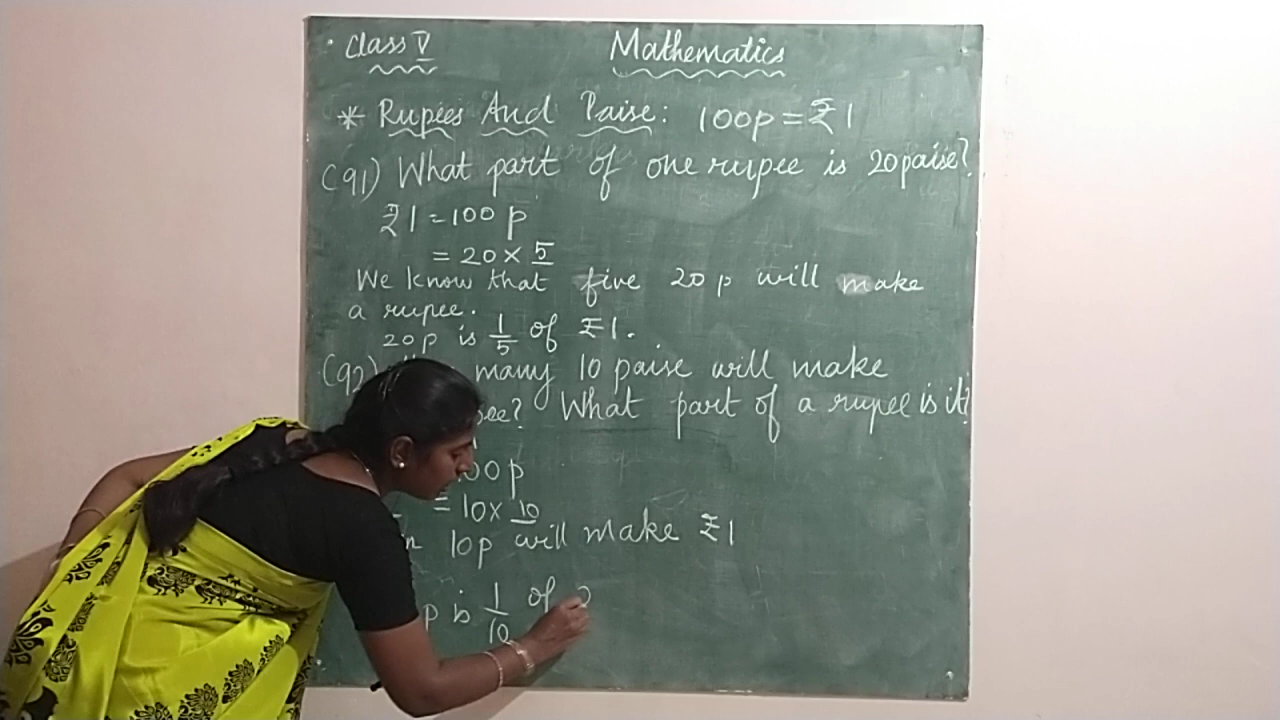 Class V Mathematics
* Rupees And Paise: 100p = ₹1
(Q1) What part of one rupee is 20 paise?
₹1 = 100 p
= 20 × 5
We know that five 20 p will make
a rupee.
20p is 1/5 of ₹1.
(Q2) many 10 paise will make
What part of a rupee is it?
00p
= 10 × 10
10p will make ₹1
p is 1/10 of